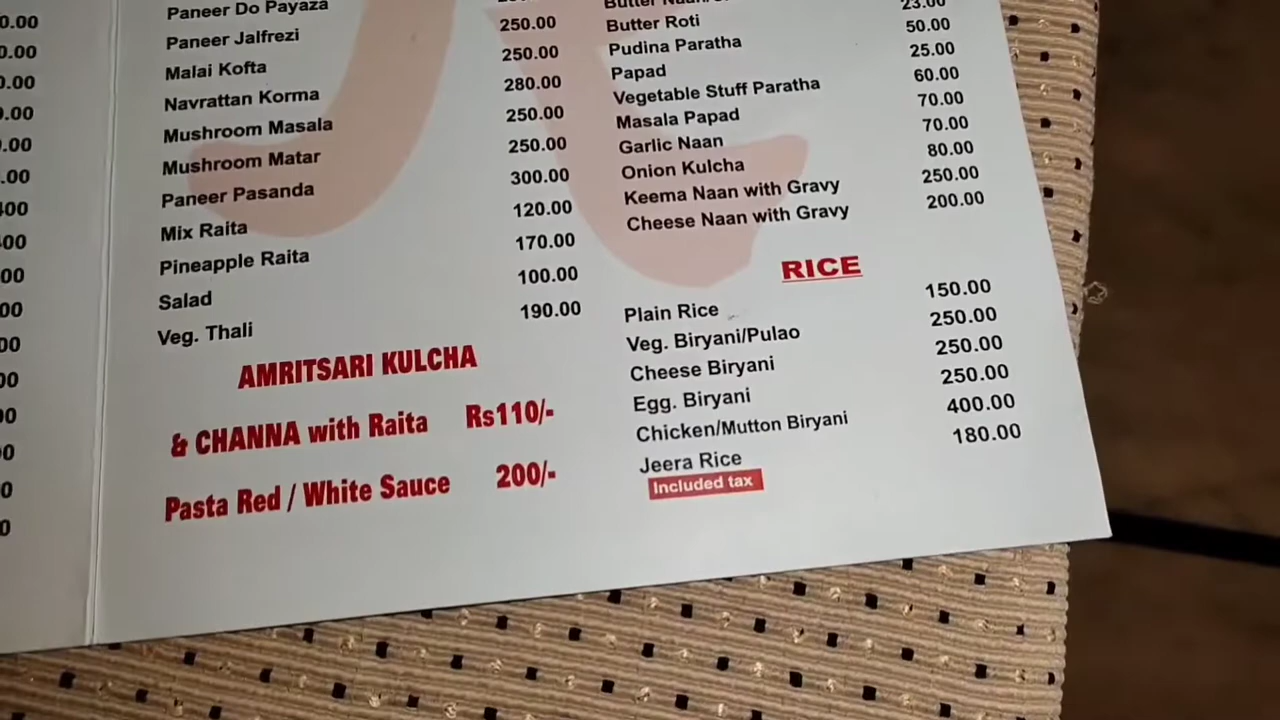 Paneer Do Payaza
Paneer Jalfrezi 250.00
Malai Kofta 250.00
Navrattan Korma 280.00
Mushroom Masala 250.00
Mushroom Matar 250.00
Paneer Pasanda 300.00
Mix Raita 120.00
Pineapple Raita 170.00
Salad 100.00
Veg. Thali 190.00
AMRITSARI KULCHA
& CHANNA with Raita Rs110/-
Pasta Red / White Sauce 200/-
Butter Roti 23.00
Pudina Paratha 50.00
Papad 25.00
Vegetable Stuff Paratha 60.00
Masala Papad 70.00
Garlic Naan 70.00
Onion Kulcha 80.00
Keema Naan with Gravy 250.00
Cheese Naan with Gravy 200.00
RICE
Plain Rice 150.00
Veg. Biryani/Pulao 250.00
Cheese Biryani 250.00
Egg. Biryani 250.00
Chicken/Mutton Biryani 400.00
Jeera Rice 180.00
Included tax